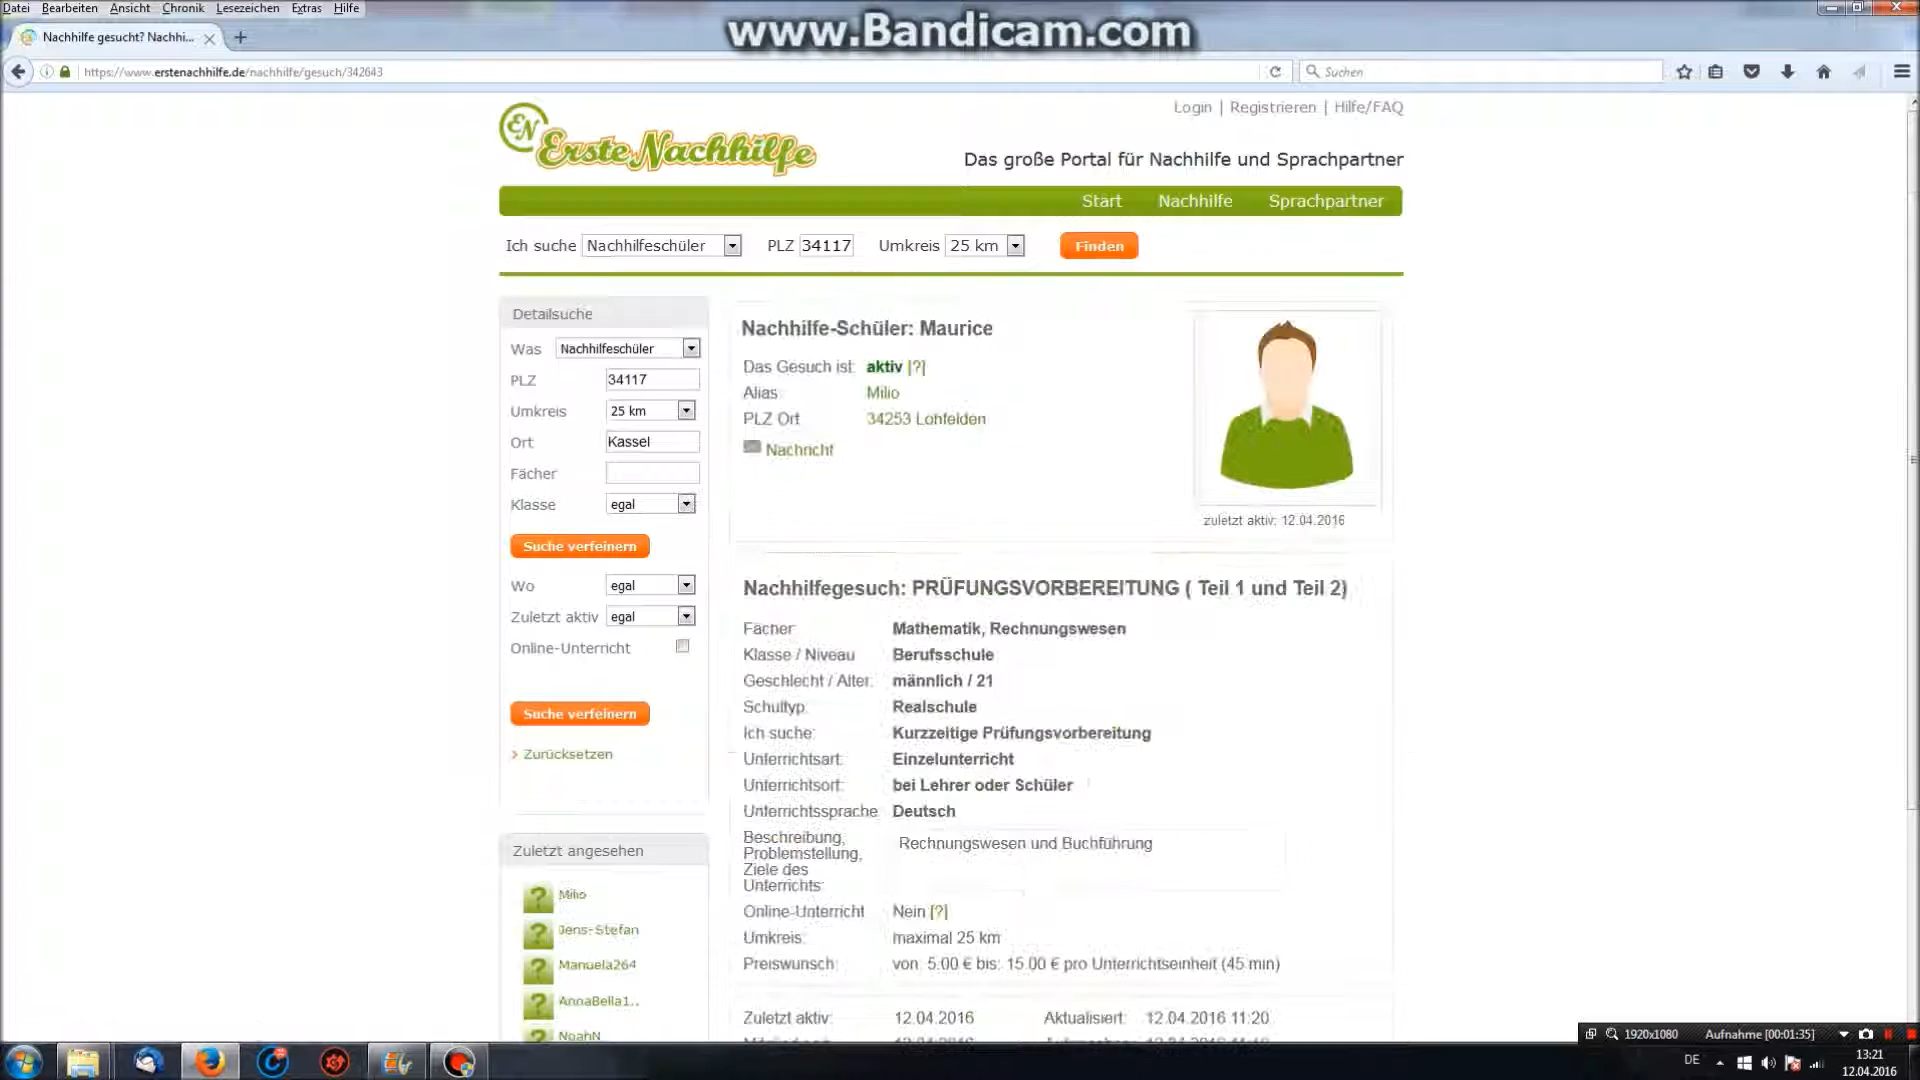 Datei Bearbeiten Ansicht Chronik Lesezeichen Extras Hilfe
www.Bandicam.com
Nachhilfe gesucht? Nachhi...
https://www.erstenachhilfe.de/nachhilfe/gesuch/342643
Suchen
Login | Registrieren | Hilfe/FAQ
EN Erste Nachhilfe
Das große Portal für Nachhilfe und Sprachpartner
Start Nachhilfe Sprachpartner
Ich suche Nachhilfeschüler PLZ 34117 Umkreis 25 km Finden
Detailsuche
Was Nachhilfeschüler
PLZ 34117
Umkreis 25 km
Ort Kassel
Fächer
Klasse egal
Suche verfeinern
Wo egal
Zuletzt aktiv egal
Online-Unterricht
Suche verfeinern
> Zurücksetzen
Zuletzt angesehen
? Milio
? Jens-Stefan
? Manuela264
? AnnaBella1..
NoahN
Nachhilfe-Schüler: Maurice
Das Gesuch ist: aktiv [?]
Alias: Milio
PLZ Ort 34253 Lohfelden
Nachricht
zuletzt aktiv: 12.04.2016
Nachhilfegesuch: PRÜFUNGSVORBEREITUNG ( Teil 1 und Teil 2)
Fächer: Mathematik, Rechnungswesen
Klasse / Niveau Berufsschule
Geschlecht / Alter: männlich / 21
Schultyp: Realschule
Ich suche: Kurzzeitige Prüfungsvorbereitung
Unterrichtsart: Einzelunterricht
Unterrichtsort: bei Lehrer oder Schüler
Unterrichtssprache Deutsch
Beschreibung, Problemstellung, Ziele des Unterrichts: Rechnungswesen und Buchführung
Online-Unterricht Nein [?]
Umkreis: maximal 25 km
Preiswunsch: von: 5.00 € bis: 15.00 € pro Unterrichtseinheit (45 min)
Zuletzt aktiv: 12.04.2016 Aktualisiert: 12.04.2016 11:20
1920x1080 Aufnahme [00:01:35]
DE
13:21
12.04.2016